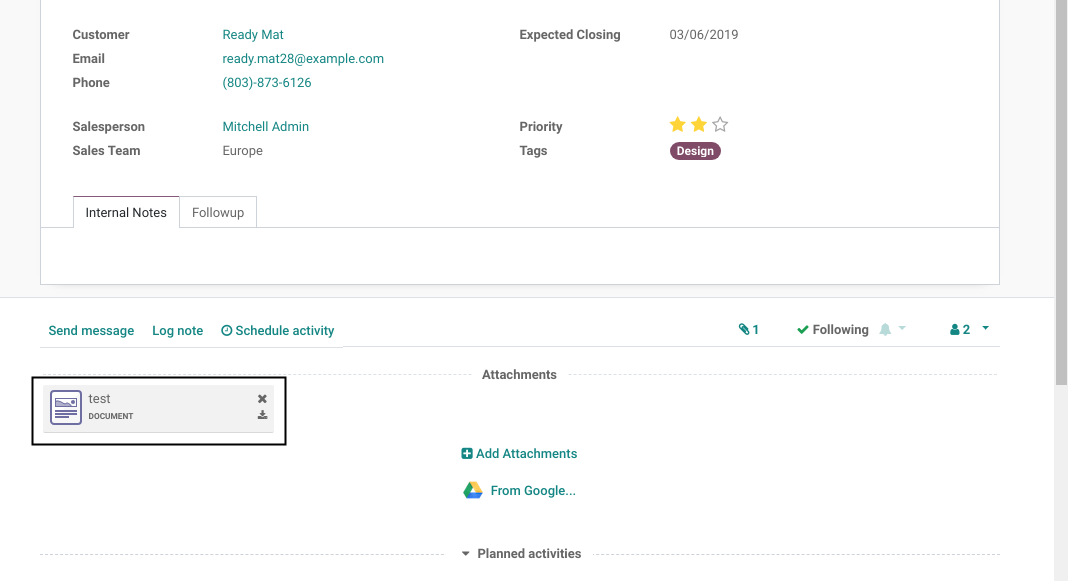 Customer Ready Mat Expected Closing 03/06/2019
Email ready.mat28@example.com
Phone (803)-873-6126
Salesperson Mitchell Admin Priority
Sales Team Europe Tags Design
Internal Notes Followup
Send message Log note Schedule activity 1 Following 2
Attachments
test
DOCUMENT
Add Attachments
From Google...
Planned activities